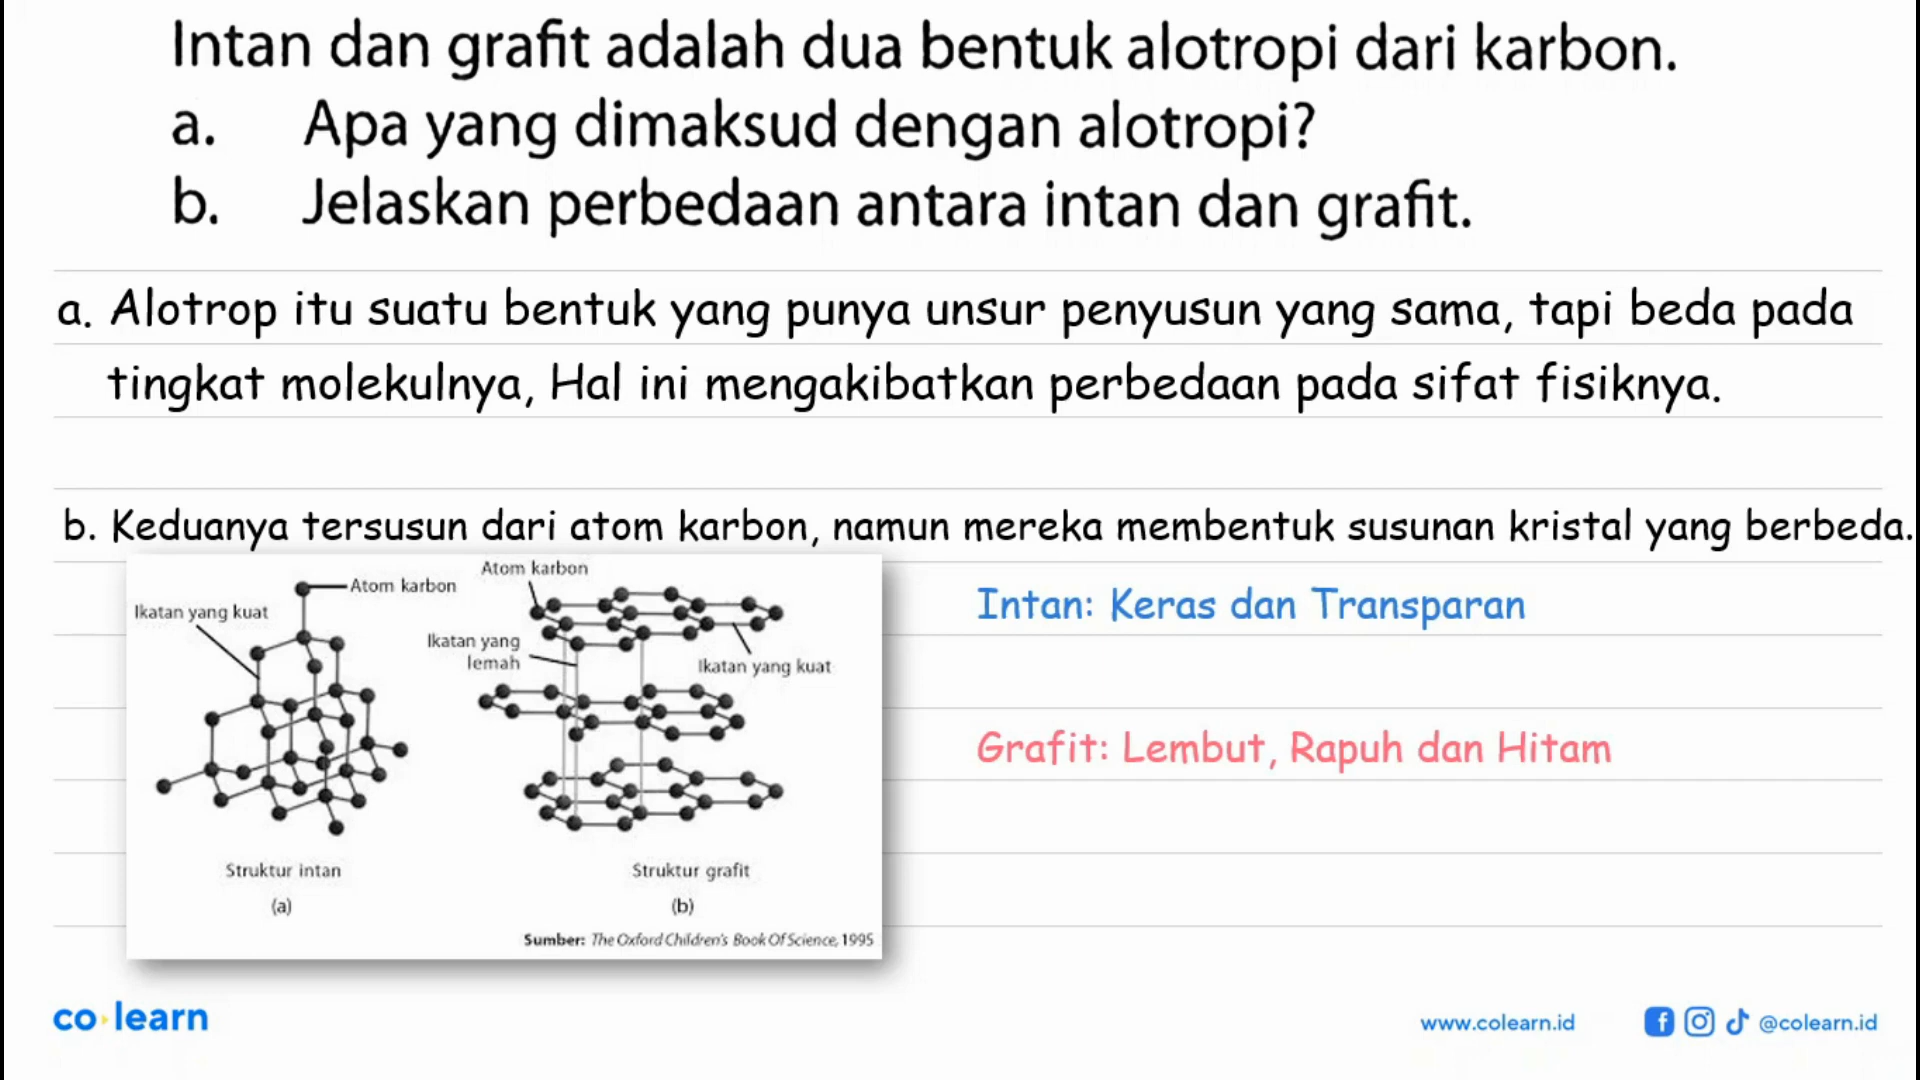 Intan dan grafit adalah dua bentuk alotropi dari karbon.
a. Apa yang dimaksud dengan alotropi?
b. Jelaskan perbedaan antara intan dan grafit.
a. Alotrop itu suatu bentuk yang punya unsur penyusun yang sama, tapi beda pada
tingkat molekulnya, Hal ini mengakibatkan perbedaan pada sifat fisiknya.
b. Keduanya tersusun dari atom karbon, namun mereka membentuk susunan kristal yang berbeda.
Atom karbon
Ikatan yang kuat
Struktur intan
(a)
Atom karbon
Ikatan yang
lemah
Ikatan yang kuat
Struktur grafit
(b)
Sumber: The Oxford Children's Book Of Science, 1995
Intan: Keras dan Transparan
Grafit: Lembut, Rapuh dan Hitam
co learn
www.colearn.id
@colearn.id